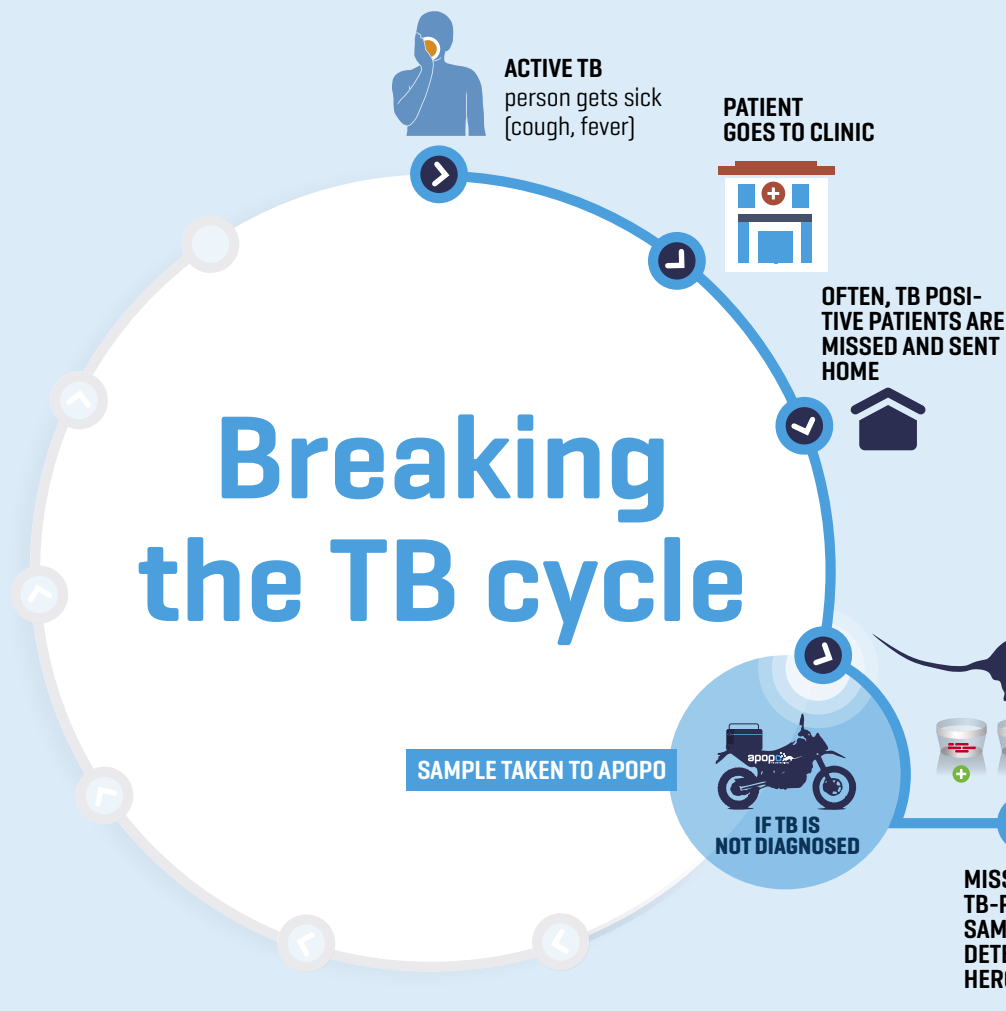 ACTIVE TB
person gets sick
(cough, fever)
PATIENT
GOES TO CLINIC
OFTEN, TB POSI-
TIVE PATIENTS ARE
MISSED AND SENT
HOME
Breaking
the TB cycle
SAMPLE TAKEN TO APOPO
apopo
IF TB IS
NOT DIAGNOSED